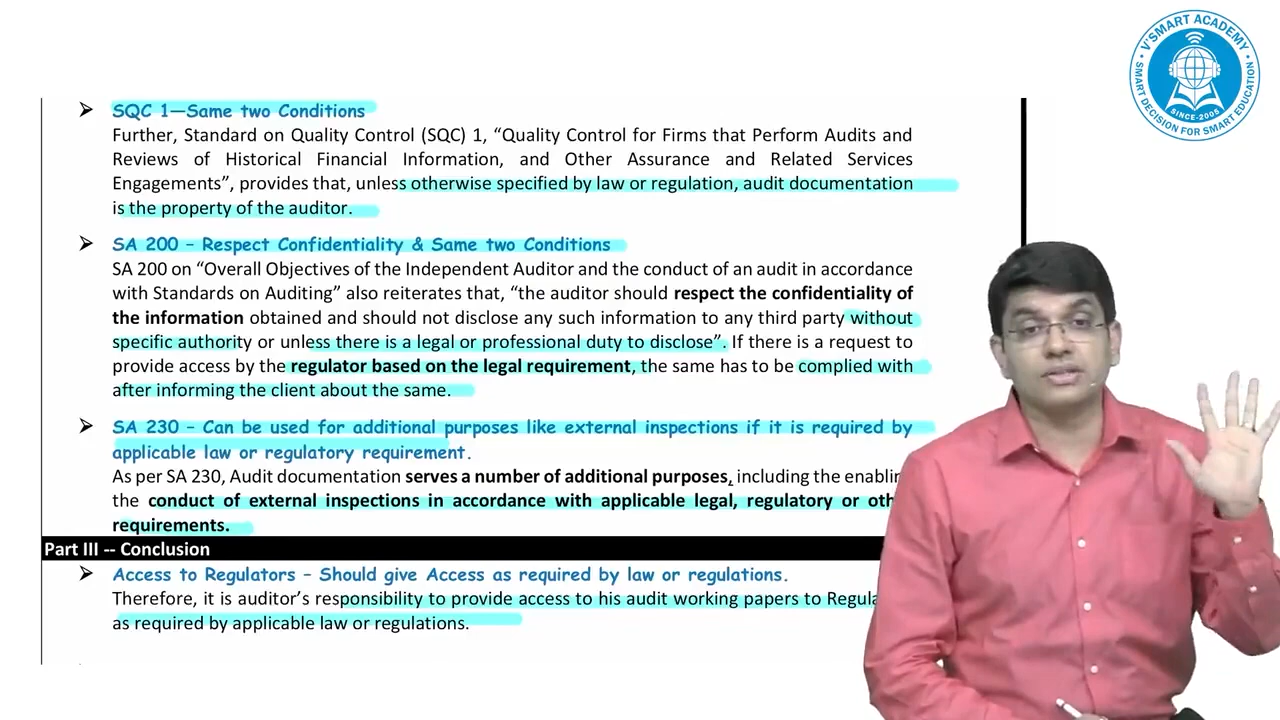 V'SMART ACADEMY
SMART DECISION FOR SMART EDUCATION
SINCE-2005
SQC 1—Same two Conditions
Further, Standard on Quality Control (SQC) 1, “Quality Control for Firms that Perform Audits and
Reviews of Historical Financial Information, and Other Assurance and Related Services
Engagements”, provides that, unless otherwise specified by law or regulation, audit documentation
is the property of the auditor.
SA 200 – Respect Confidentiality & Same two Conditions
SA 200 on “Overall Objectives of the Independent Auditor and the conduct of an audit in accordance
with Standards on Auditing” also reiterates that, “the auditor should respect the confidentiality of
the information obtained and should not disclose any such information to any third party without
specific authority or unless there is a legal or professional duty to disclose”. If there is a request to
provide access by the regulator based on the legal requirement, the same has to be complied with
after informing the client about the same.
SA 230 – Can be used for additional purposes like external inspections if it is required by
applicable law or regulatory requirement.
As per SA 230, Audit documentation serves a number of additional purposes, including the
the conduct of external inspections in accordance with applicable legal, regulatory or
requirements.
Part III -- Conclusion
Access to Regulators – Should give Access as required by law or regulations.
Therefore, it is auditor’s responsibility to provide access to his audit working papers to
as required by applicable law or regulations.